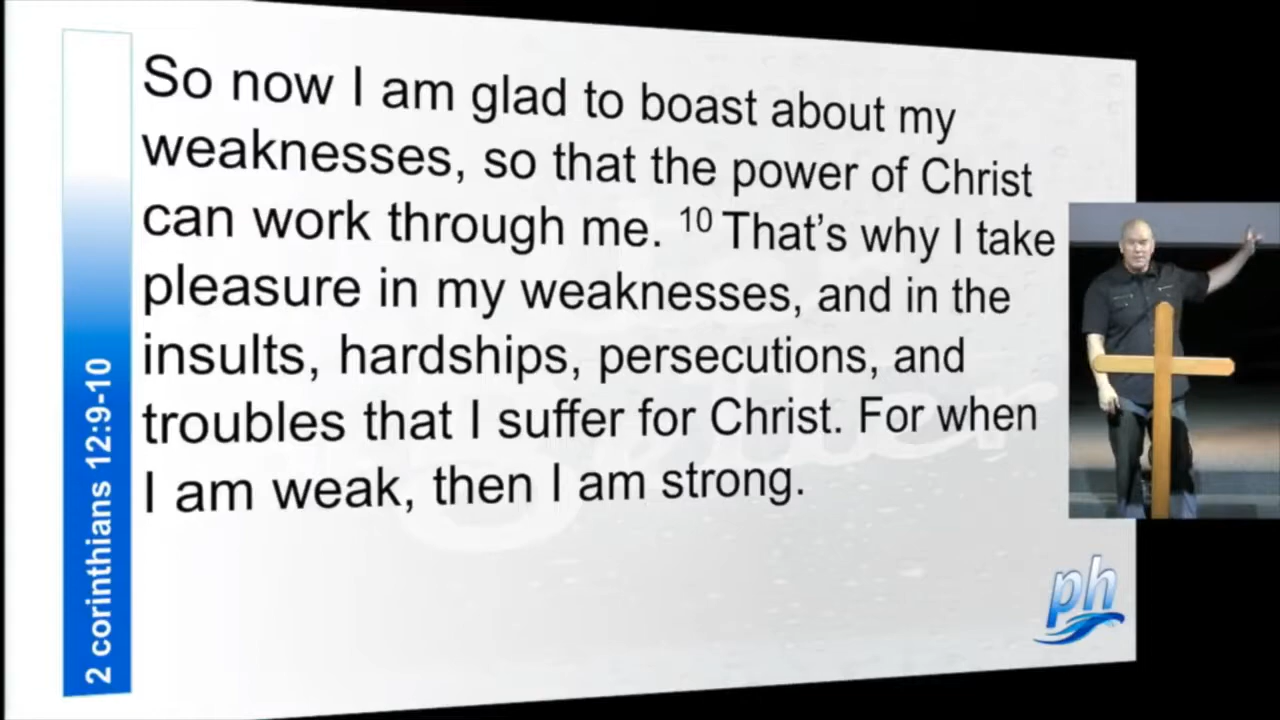 So now I am glad to boast about my
weaknesses, so that the power of Christ
can work through me. 10 That's why I take
pleasure in my weaknesses, and in the
insults, hardships, persecutions, and
troubles that I suffer for Christ. For when
I am weak, then I am strong.
2 corinthians 12:9-10
ph